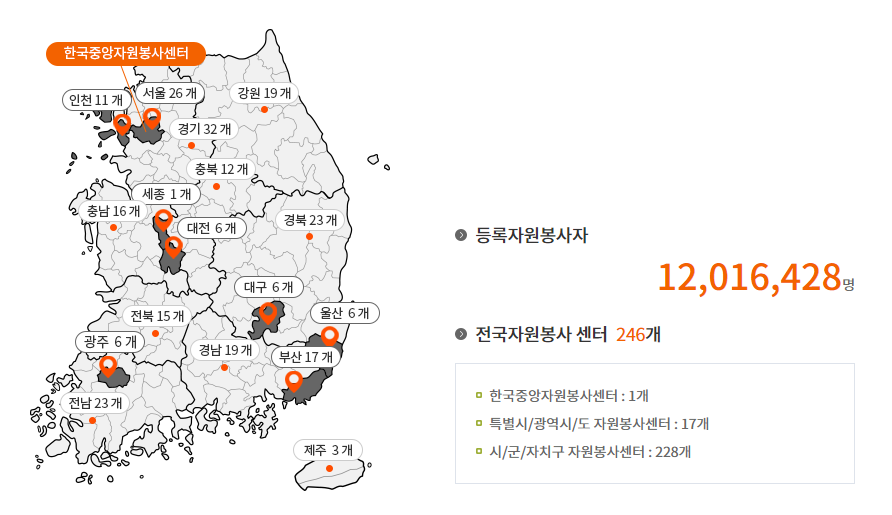 한국중앙자원봉사센터
인천 11 개
서울 26 개
강원 19 개
경기 32 개
충북 12 개
세종 1 개
충남 16 개
대전 6 개
경북 23 개
대구 6 개
전북 15 개
울산 6 개
광주 6 개
경남 19 개
부산 17 개
전남 23 개
제주 3 개
등록자원봉사자
12,016,428명
전국자원봉사 센터 246개
한국중앙자원봉사센터 : 1개
특별시/광역시/도 자원봉사센터 : 17개
시/군/자치구 자원봉사센터 : 228개